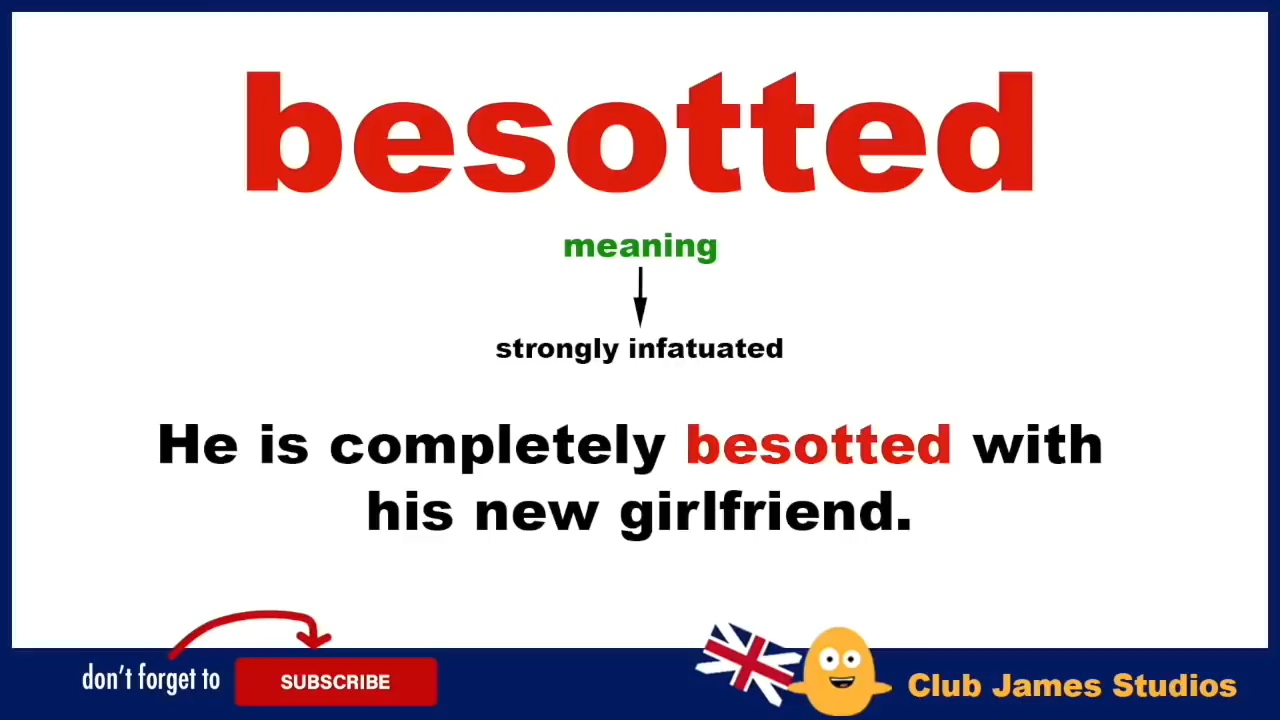 besotted
meaning
strongly infatuated
He is completely besotted with
his new girlfriend.
don't forget to
SUBSCRIBE
Club James Studios